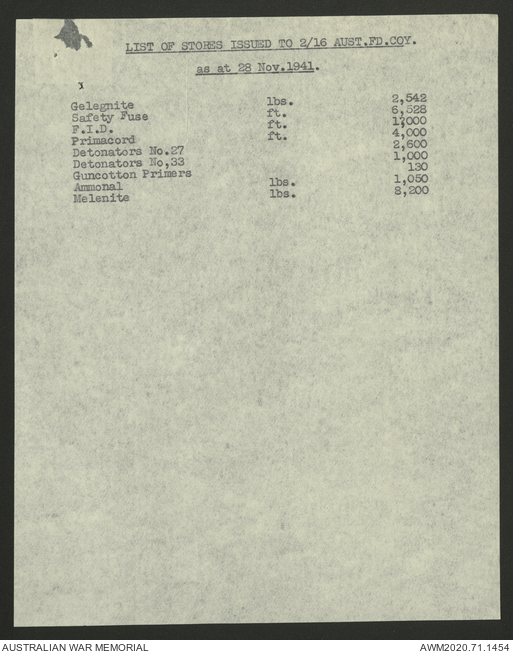 LIST OF STORES ISSUED TO 2/16 AUST.FD.COY.
as at 28 Nov.1941.
Gelegnite lbs. 2,542
Safety Fuse ft. 6,528
F.I.D. ft. 17,000
Primacord ft. 4,000
Detonators No.27 2,600
Detonators No,33 1,000
Guncotton Primers 130
Ammonal lbs. 1,050
Melenite lbs. 8,200
AUSTRALIAN WAR MEMORIAL AWM2020.71.1454